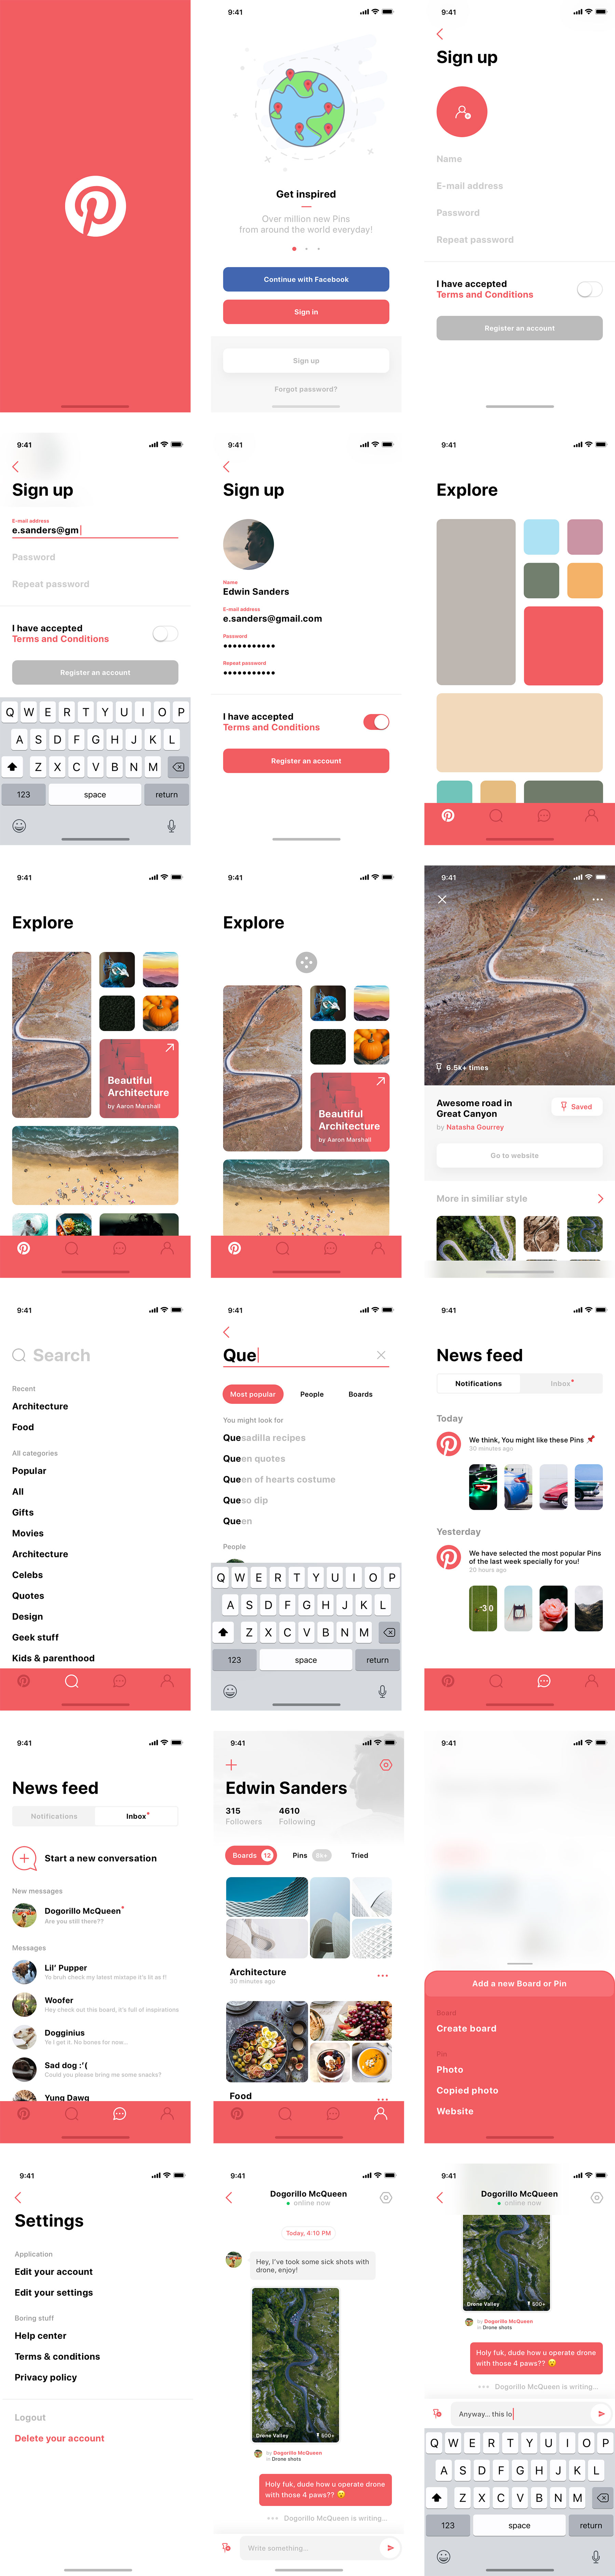 9:41
Get inspired
Over million new Pins
from around the world everyday!
Continue with Facebook
Sign in
Sign up
Forgot password?
9:41
Sign up
Name
E-mail address
Password
Repeat password
I have accepted
Terms and Conditions
Register an account
9:41
Sign up
E-mail address
e.sanders@gm
Password
Repeat password
I have accepted
Terms and Conditions
Register an account
Q W E R T Y U I O P
A S D F G H J K L
Z X C V B N M
123 space return
9:41
Sign up
Name
Edwin Sanders
E-mail address
e.sanders@gmail.com
Password
•••••••••••
Repeat password
•••••••••••
I have accepted
Terms and Conditions
Register an account
9:41
Explore
9:41
Explore
Beautiful
Architecture
by Aaron Marshall
9:41
Explore
Beautiful
Architecture
by Aaron Marshall
9:41
6.5k+ times
Awesome road in
Great Canyon
by Natasha Gourrey
Saved
Go to website
More in similiar style
9:41
Search
Recent
Architecture
Food
All categories
Popular
All
Gifts
Movies
Architecture
Celebs
Quotes
Design
Geek stuff
Kids & parenthood
9:41
Que
Most popular People Boards
You might look for
Quesadilla recipes
Queen quotes
Queen of hearts costume
Queso dip
Queen
People
Q W E R T Y U I O P
A S D F G H J K L
Z X C V B N M
123 space return
9:41
News feed
Notifications Inbox
Today
We think, You might like these Pins 📌
30 minutes ago
Yesterday
We have selected the most popular Pins
of the last week specially for you!
20 hours ago
9:41
News feed
Notifications Inbox
Start a new conversation
New messages
Dogorillo McQueen
Are you still there??
Messages
Lil' Pupper
Yo bruh check my latest mixtape it's lit as f!
Woofer
Hey check out this board, it's full of inspirations
Dogginius
Ye I get it. No bones for now...
Sad dog :'(
Could you please bring me some snacks?
Yung Dawg
9:41
Edwin Sanders
315 4610
Followers Following
Boards 12 Pins Tried
Architecture
30 minutes ago
Food
9:41
Add a new Board or Pin
Board
Create board
Pin
Photo
Copied photo
Website
9:41
Settings
Application
Edit your account
Edit your settings
Boring stuff
Help center
Terms & conditions
Privacy policy
Logout
Delete your account
9:41
Dogorillo McQueen
online now
Today, 4:10 PM
Hey, I've took some sick shots with
drone, enjoy!
Drone Valley 500+
by Dogorillo McQueen
in Drone shots
Holy fuk, dude how u operate drone
with those 4 paws?? 😮
Dogorillo McQueen is writing...
Write something...
9:41
Dogorillo McQueen
online now
Drone Valley 500+
by Dogorillo McQueen
in Drone shots
Holy fuk, dude how u operate drone
with those 4 paws?? 😮
Dogorillo McQueen is writing...
Anyway... this lo
Q W E R T Y U I O P
A S D F G H J K L
Z X C V B N M
123 space return